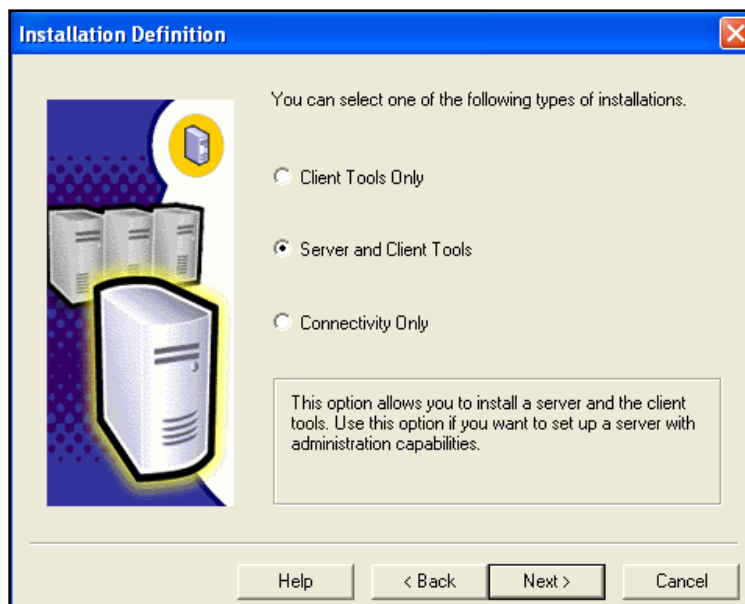 Installation Definition
You can select one of the following types of installations.
Client Tools Only
Server and Client Tools
Connectivity Only
This option allows you to install a server and the client
tools. Use this option if you want to set up a server with
administration capabilities.
Help
< Back
Next >
Cancel